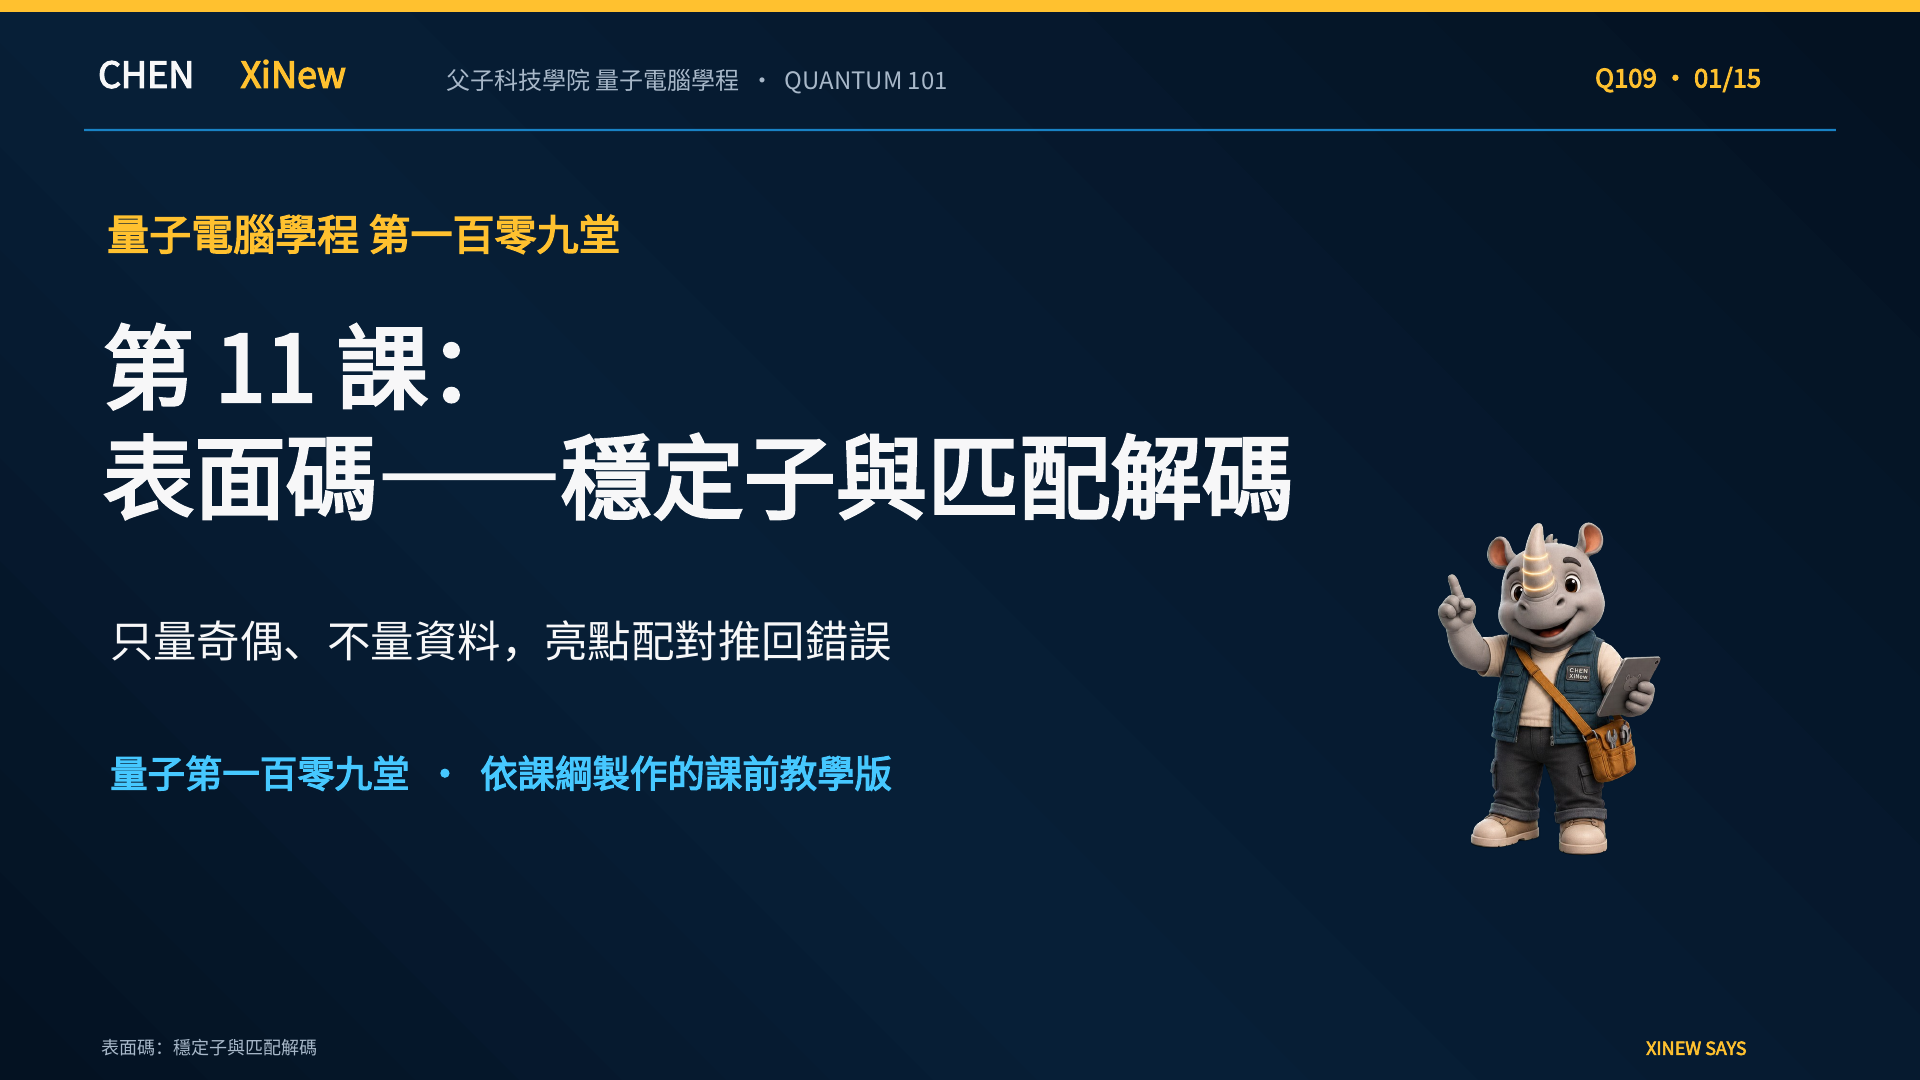 CHEN XiNew 父子科技學院 量子電腦學程 · QUANTUM 101 Q109 · 01/15
量子電腦學程 第一百零九堂
第 11 課：
表面碼——穩定子與匹配解碼
只量奇偶、不量資料，亮點配對推回錯誤
量子第一百零九堂 · 依課綱製作的課前教學版
CHEN
XiNew
表面碼：穩定子與匹配解碼 XINEW SAYS